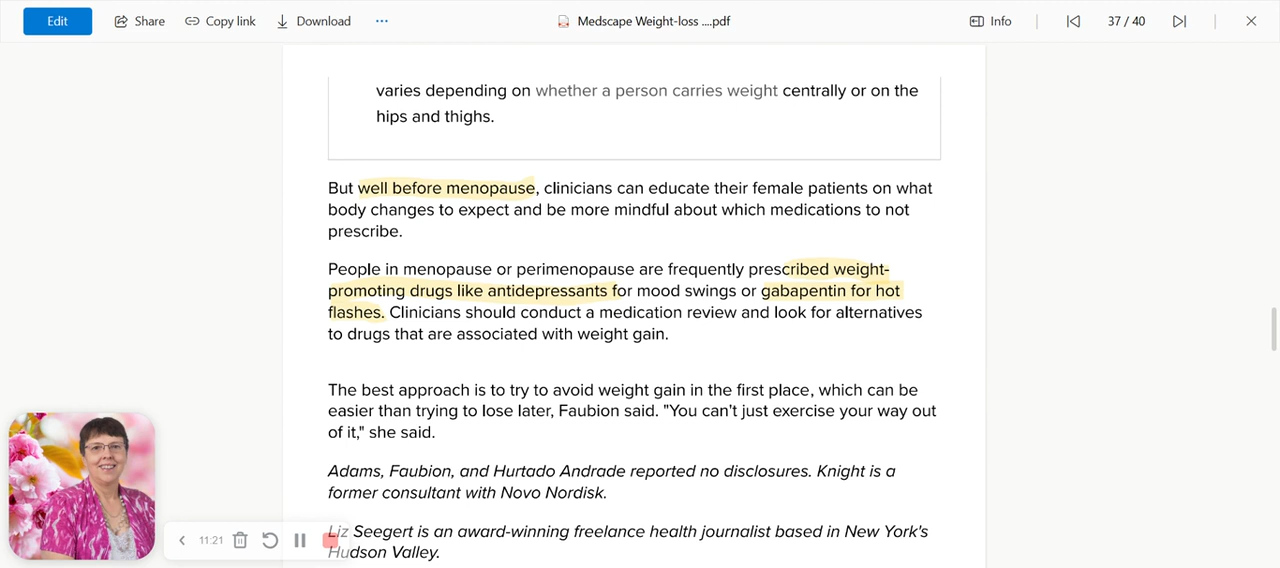 Edit Share Copy link Download ... Medscape Weight-loss ....pdf Info 37 / 40
varies depending on whether a person carries weight centrally or on the
hips and thighs.
But well before menopause, clinicians can educate their female patients on what
body changes to expect and be more mindful about which medications to not
prescribe.
People in menopause or perimenopause are frequently prescribed weight-
promoting drugs like antidepressants for mood swings or gabapentin for hot
flashes. Clinicians should conduct a medication review and look for alternatives
to drugs that are associated with weight gain.
The best approach is to try to avoid weight gain in the first place, which can be
easier than trying to lose later, Faubion said. "You can't just exercise your way out
of it," she said.
Adams, Faubion, and Hurtado Andrade reported no disclosures. Knight is a
former consultant with Novo Nordisk.
Liz Seegert is an award-winning freelance health journalist based in New York's
Hudson Valley.
11:21